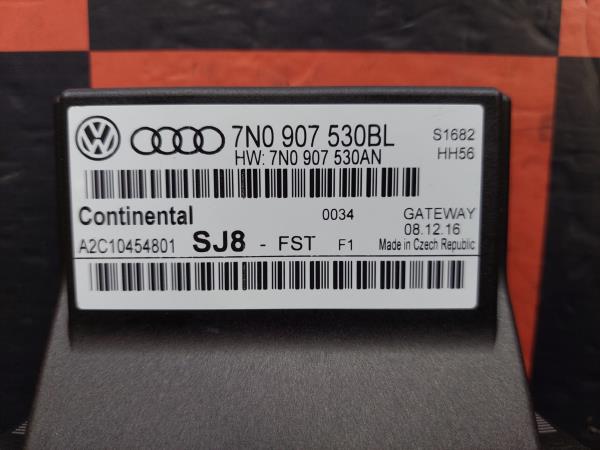 7N0 907 530BL S1682
HW: 7N0 907 530AN HH56
Continental 0034 GATEWAY
08.12.16
A2C10454801 SJ8 - FST F1 Made in Czech Republic